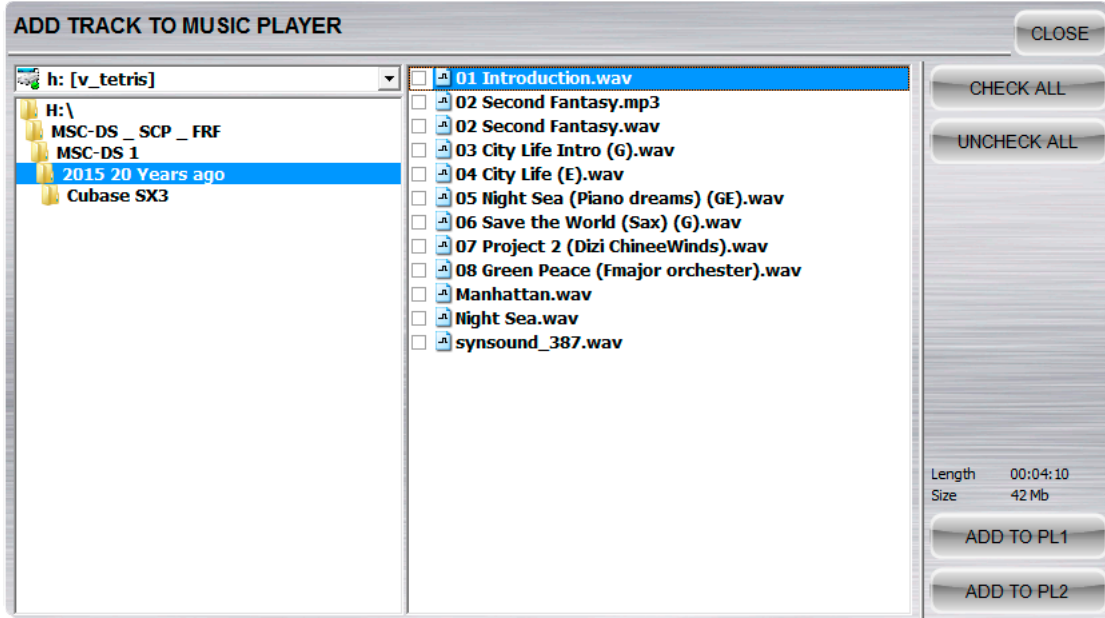 ADD TRACK TO MUSIC PLAYER
CLOSE
h: [v_tetris]
H:\
MSC-DS _ SCP _ FRF
MSC-DS 1
2015 20 Years ago
Cubase SX3
01 Introduction.wav
02 Second Fantasy.mp3
02 Second Fantasy.wav
03 City Life Intro (G).wav
04 City Life (E).wav
05 Night Sea (Piano dreams) (GE).wav
06 Save the World (Sax) (G).wav
07 Project 2 (Dizi ChineeWinds).wav
08 Green Peace (Fmajor orchester).wav
Manhattan.wav
Night Sea.wav
synsound_387.wav
CHECK ALL
UNCHECK ALL
Length 00:04:10
Size 42 Mb
ADD TO PL1
ADD TO PL2